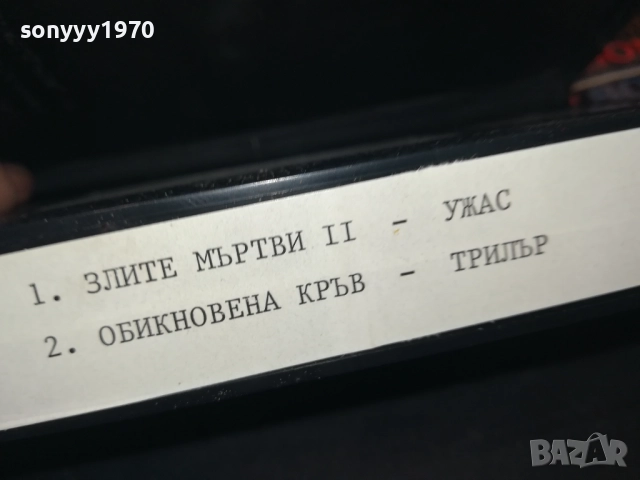 sonyyy1970
1. ЗЛИТЕ МЪРТВИ II - УЖАС
2. ОБИКНОВЕНА КРЪВ - ТРИЛЪР
BAZAR